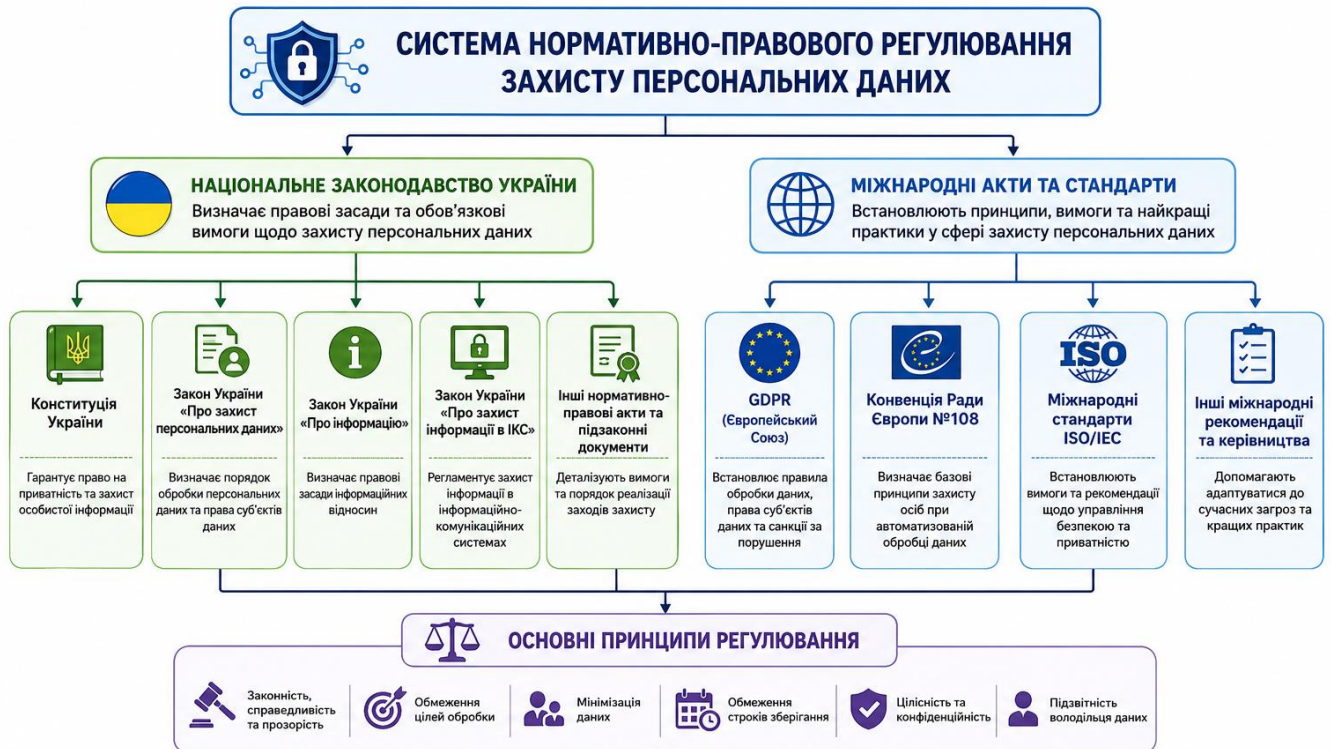 СИСТЕМА НОРМАТИВНО-ПРАВОВОГО РЕГУЛЮВАННЯ
ЗАХИСТУ ПЕРСОНАЛЬНИХ ДАНИХ
НАЦІОНАЛЬНЕ ЗАКОНОДАВСТВО УКРАЇНИ
Визначає правові засади та обов’язкові
вимоги щодо захисту персональних даних
МІЖНАРОДНІ АКТИ ТА СТАНДАРТИ
Встановлюють принципи, вимоги та найкращі
практики у сфері захисту персональних даних
Конституція
України
Гарантує право на
приватність та захист
особистої інформації
Закон України
«Про захист
персональних даних»
Визначає порядок
обробки персональних
даних та права суб’єктів
даних
Закон України
«Про інформацію»
Визначає правові
засади інформаційних
відносин
Закон України
«Про захист
інформації в ІКС»
Регламентує захист
інформації в
інформаційно-
комунікаційних
системах
Інші нормативно-
правові акти та
підзаконні
документи
Деталізують вимоги
та порядок реалізації
заходів захисту
GDPR
(Європейський
Союз)
Встановлює правила
обробки даних,
права суб’єктів
даних та санкції за
порушення
Конвенція Ради
Європи №108
Визначає базові
принципи захисту
осіб при
автоматизованій
обробці даних
ISO
Міжнародні
стандарти
ISO/IEC
Встановлюють
вимоги та рекомендації
щодо управління
безпекою та
приватністю
Інші міжнародні
рекомендації
та керівництва
Допомагають
адаптуватися до
сучасних загроз та
кращих практик
ОСНОВНІ ПРИНЦИПИ РЕГУЛЮВАННЯ
Законність,
справедливість
та прозорість
Обмеження
цілей обробки
Мінімізація
даних
Обмеження
строків зберігання
Цілісність та
конфіденційність
Підзвітність
володільця даних